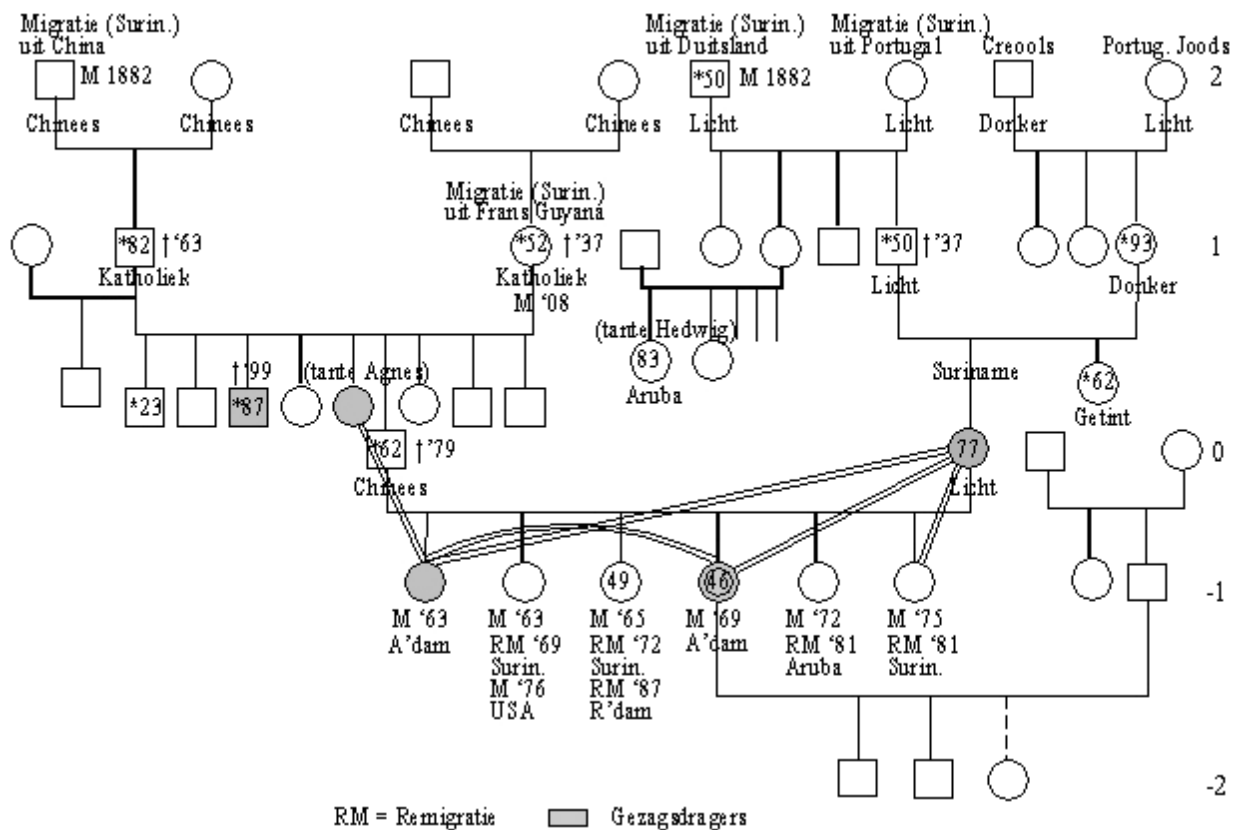 Migratie (Surin.)
uit China
M 1882
Chinees
Chinees
Chinees
Chinees
Migratie (Surin.)
uit Duitsland
*50
M 1882
Licht
Migratie (Surin.)
uit Portugal
Licht
Creools
Donker
Portug. Joods
Licht
2
*82
†‘63
Katholiek
Migratie (Surin.)
uit Frans Guyana
*52
†’37
Katholiek
M ‘08
*50
†’37
Licht
*93
Donker
1
(tante Hedwig)
83
Aruba
Suriname
*62
Getint
†’99
(tante Agnes)
*23
*87
*62
†’79
Chinees
77
Licht
0
49
46
-1
M ‘63
A’dam
M ‘63
RM ‘69
Surin.
M ‘76
USA
M ‘65
RM ‘72
Surin.
RM ‘87
R’dam
M ‘69
A’dam
M ‘72
RM ‘81
Aruba
M ‘75
RM ‘81
Surin.
-2
RM = Remigratie
Gezagsdragers